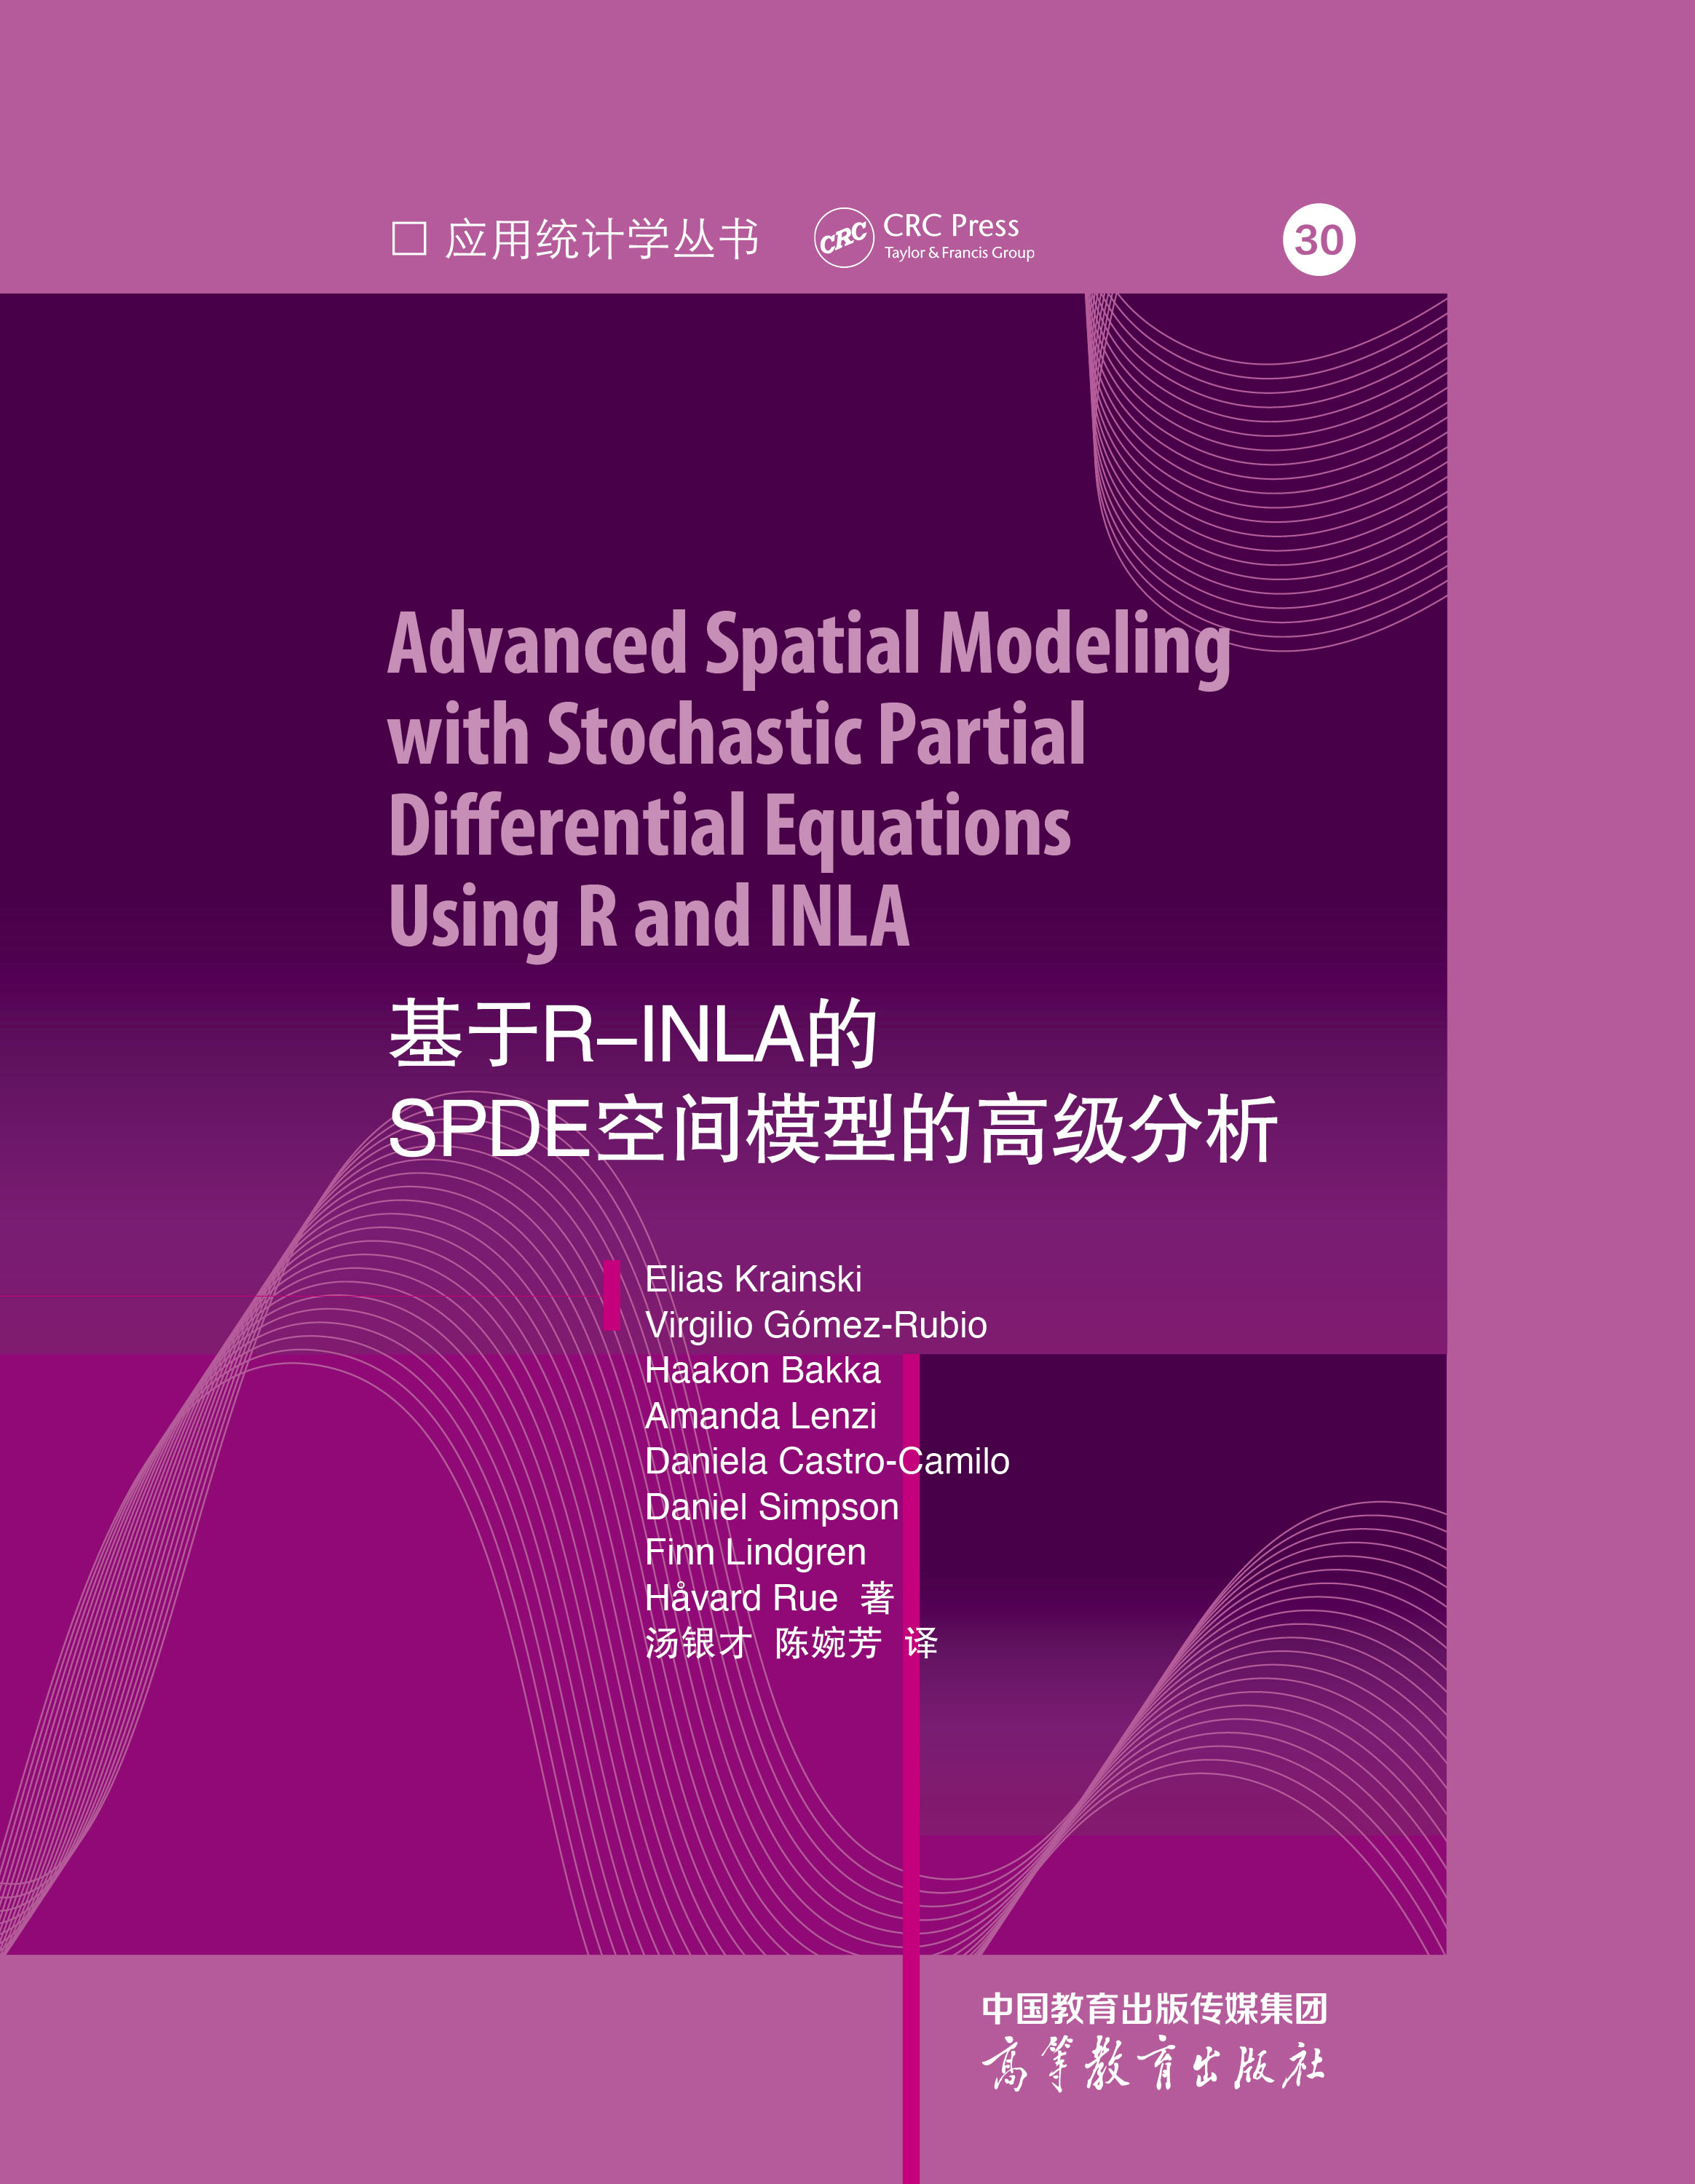 □ 应用统计学丛书
CRC
CRC Press
Taylor & Francis Group
30
Advanced Spatial Modeling
with Stochastic Partial
Differential Equations
Using R and INLA
基于R-INLA的
SPDE空间模型的高级分析
Elias Krainski
Virgilio Gómez-Rubio
Haakon Bakka
Amanda Lenzi
Daniela Castro-Camilo
Daniel Simpson
Finn Lindgren
Håvard Rue 著
汤银才 陈婉芳 译
中国教育出版传媒集团
高等教育出版社